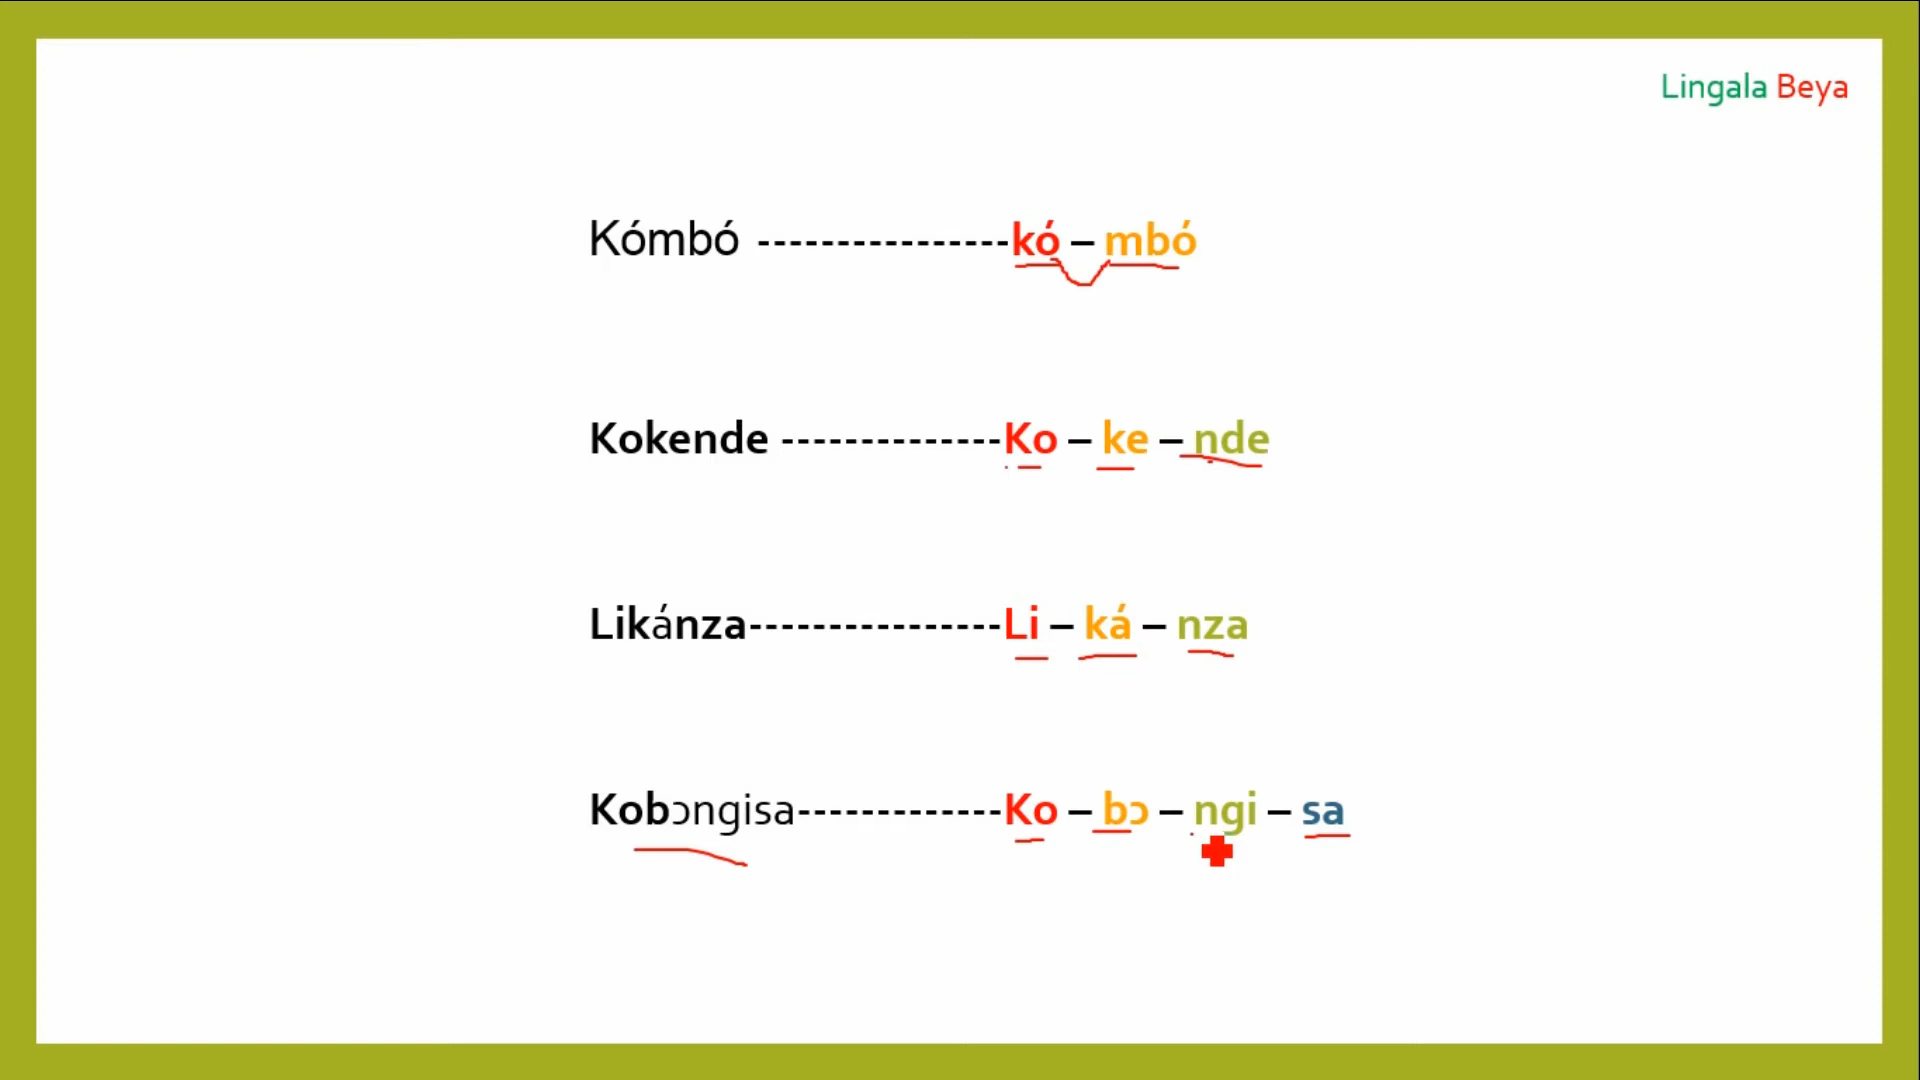 Lingala Beya
Kómbó ----------------kó – mbó
Kokende --------------Ko – ke – nde
Likánza----------------Li – ká – nza
Kobɔngisa-------------Ko – bɔ – ngi – sa